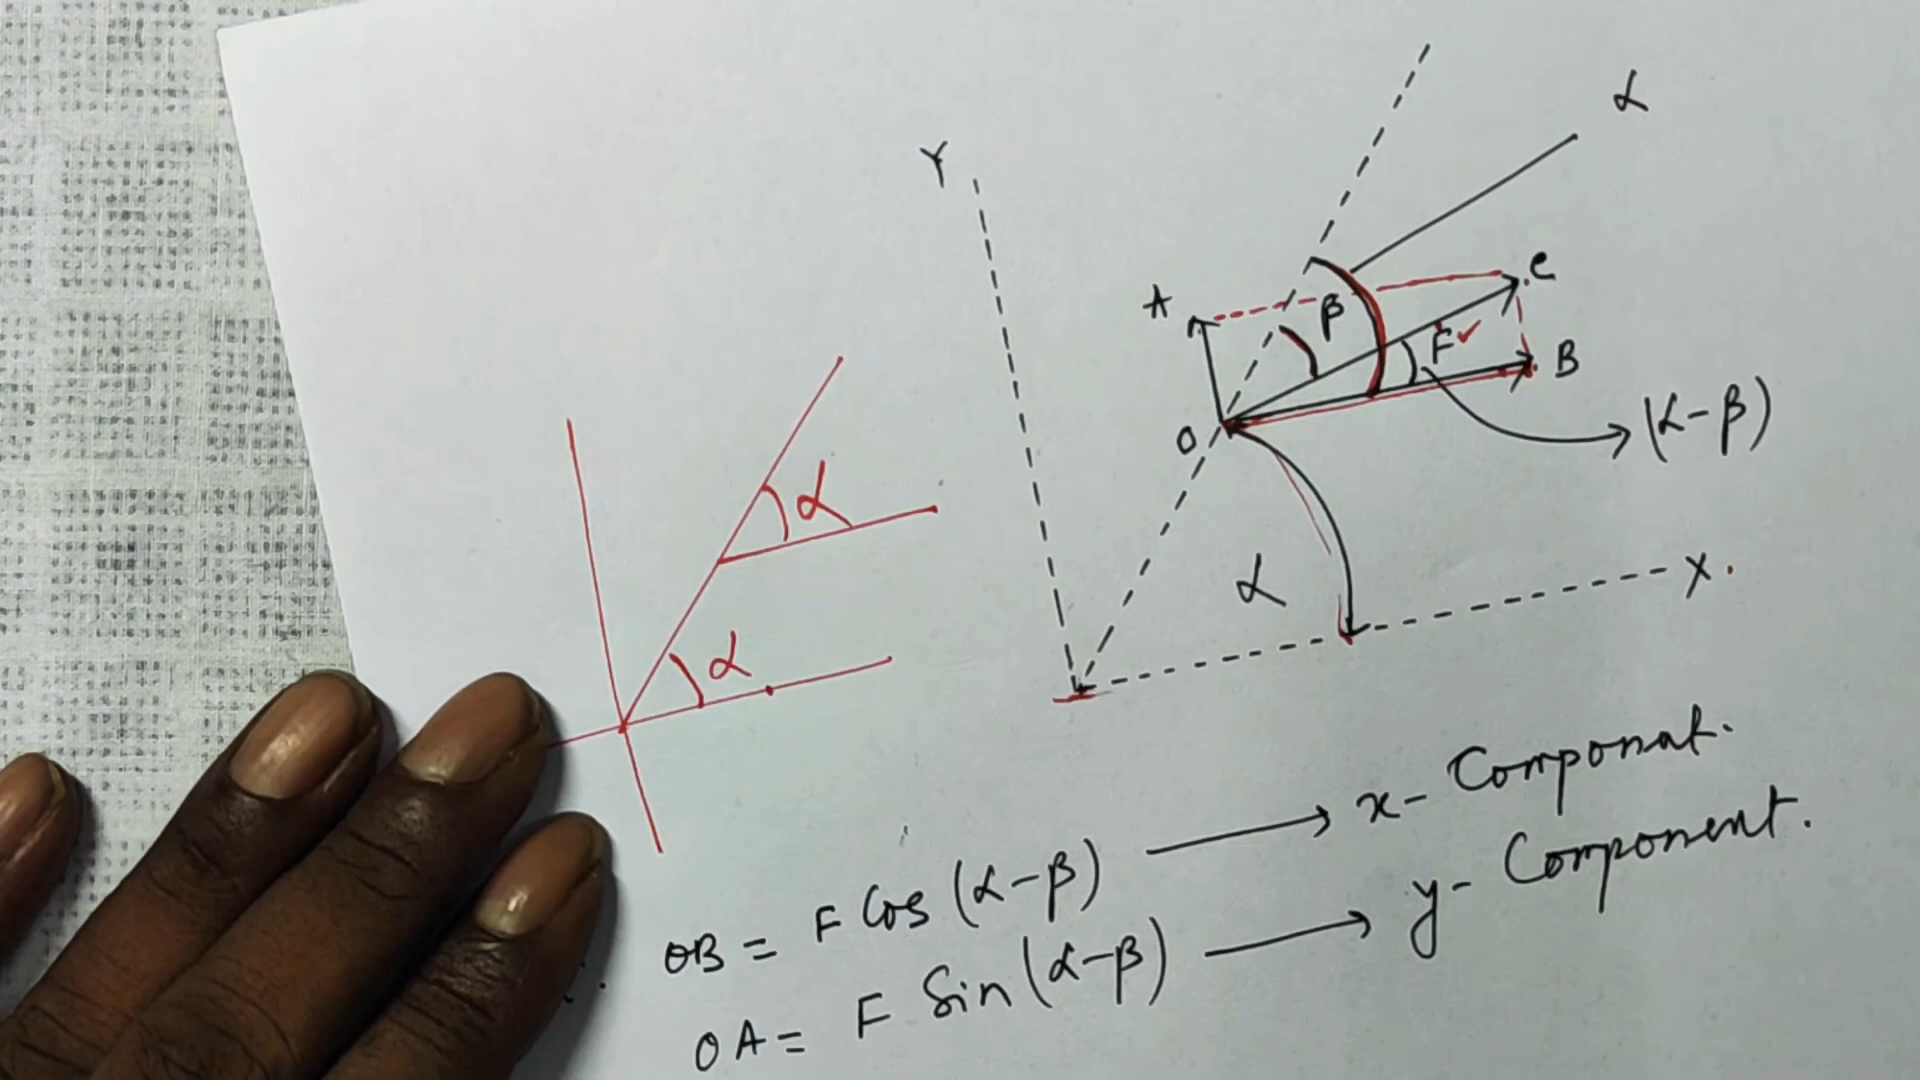 α
Y
A
C
β
F ✓
B
O
(α-β)
α
α
α
X.
OB = F Cos (α-β) → x- Componat.
OA = F Sin (α-β) → y- Component.